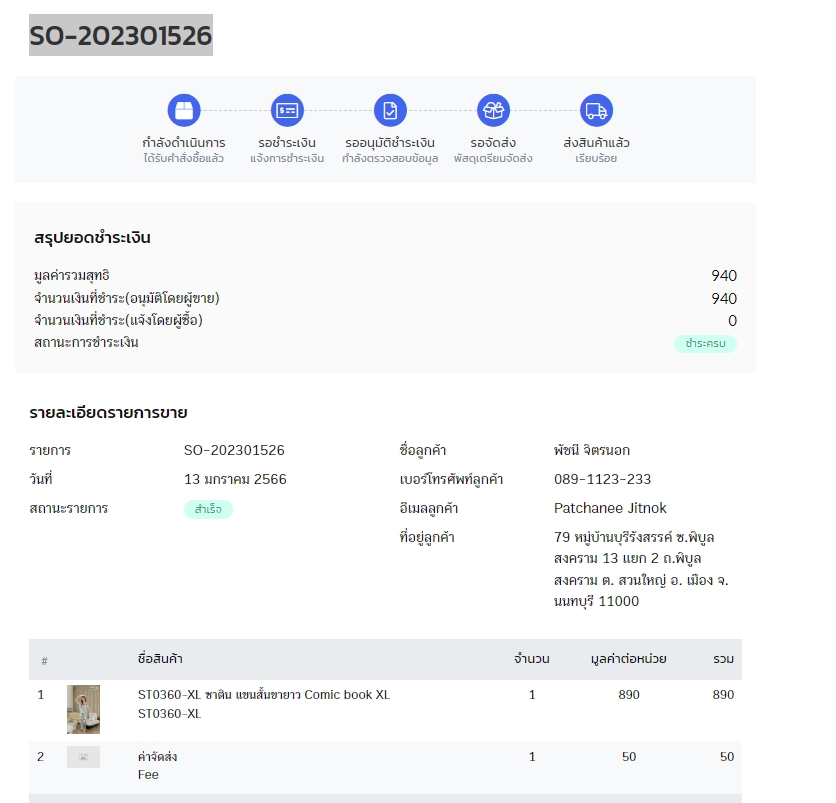 SO-202301526
กำลังดำเนินการ รอชำระเงิน รออนุมัติชำระเงิน รอจัดส่ง ส่งสินค้าแล้ว
ได้รับคำสั่งซื้อแล้ว แจ้งการชำระเงิน กำลังตรวจสอบข้อมูล พัสดุเตรียมจัดส่ง เรียบร้อย
สรุปยอดชำระเงิน
มูลค่ารวมสุทธิ 940
จำนวนเงินที่ชำระ(อนุมัติโดยผู้ขาย) 940
จำนวนเงินที่ชำระ(แจ้งโดยผู้ซื้อ) 0
สถานะการชำระเงิน ชำระครบ
รายละเอียดรายการขาย
รายการ SO-202301526 ชื่อลูกค้า พัชนี จิตรนอก
วันที่ 13 มกราคม 2566 เบอร์โทรศัพท์ลูกค้า 089-1123-233
สถานะรายการ สำเร็จ อีเมลลูกค้า Patchanee Jitnok
ที่อยู่ลูกค้า 79 หมู่บ้านบุรีรังสรรค์ ซ.พิบูล
สงคราม 13 แยก 2 ถ.พิบูล
สงคราม ต. สวนใหญ่ อ. เมือง จ.
นนทบุรี 11000
# ชื่อสินค้า จำนวน มูลค่าต่อหน่วย รวม
1 ST0360-XL ซาติน แขนสั้นขายาว Comic book XL 1 890 890
ST0360-XL
2 ค่าจัดส่ง 1 50 50
Fee